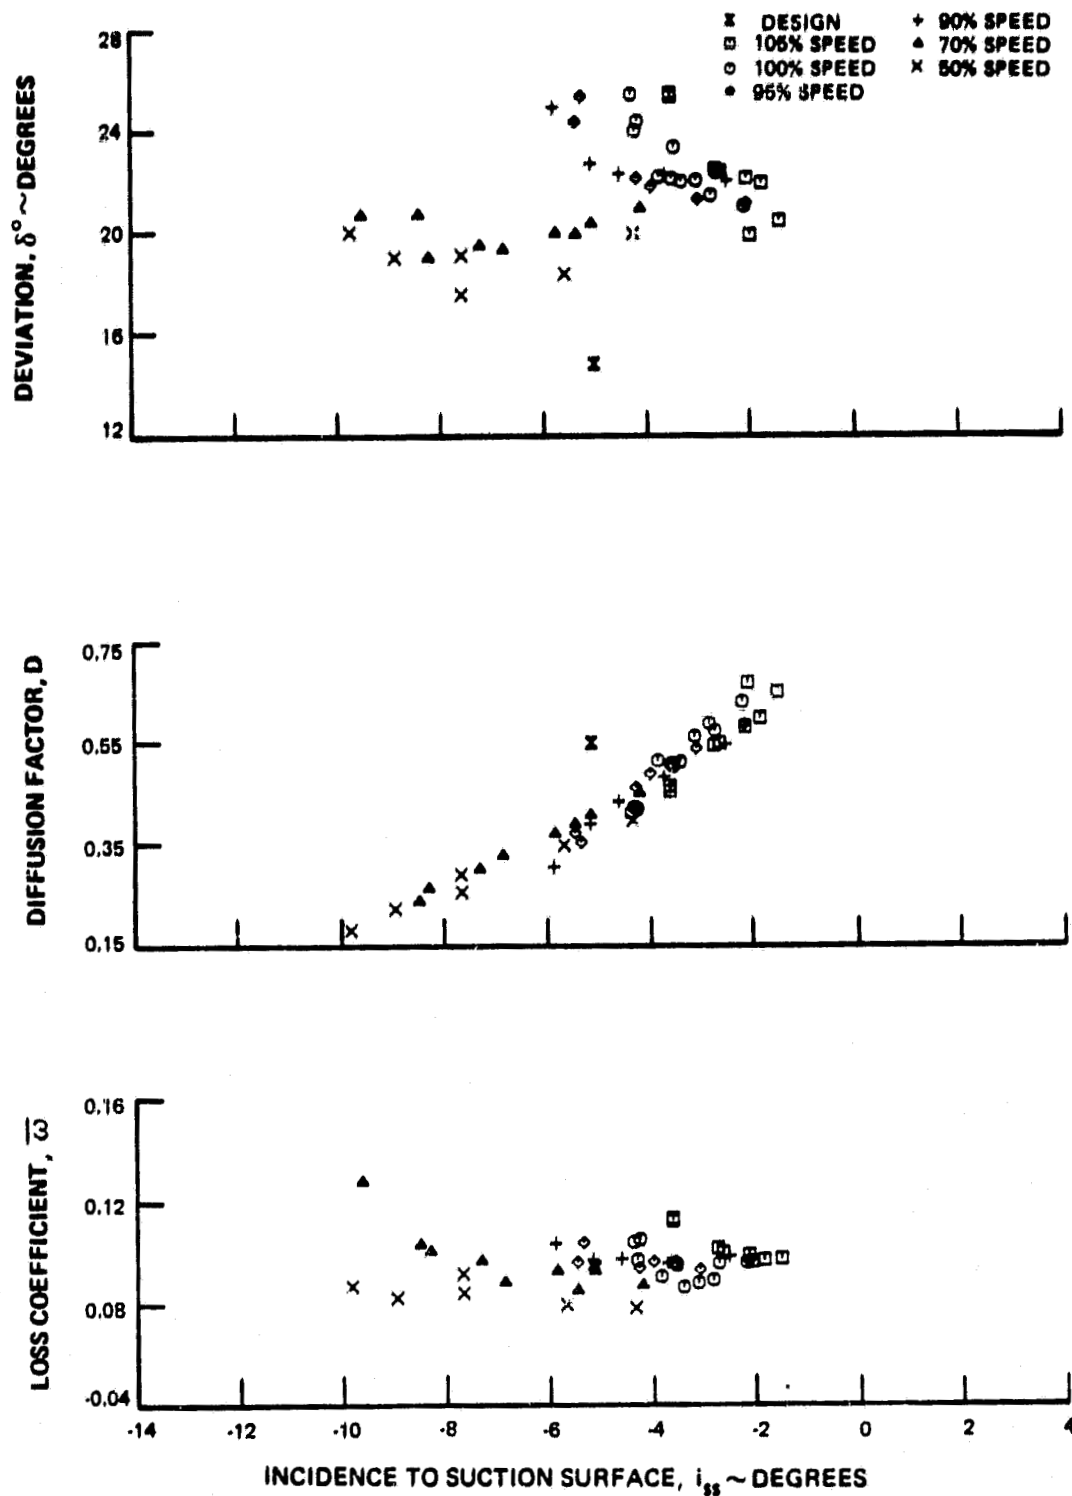 DESIGN
105% SPEED
100% SPEED
95% SPEED
90% SPEED
70% SPEED
50% SPEED
DEVIATION, δ° ~ DEGREES
28
24
20
16
12
DIFFUSION FACTOR, D
0.75
0.55
0.35
0.15
LOSS COEFFICIENT, ω̅
0.16
0.12
0.08
-0.04
-14 -12 -10 -8 -6 -4 -2 0 2 4
INCIDENCE TO SUCTION SURFACE, iss ~ DEGREES